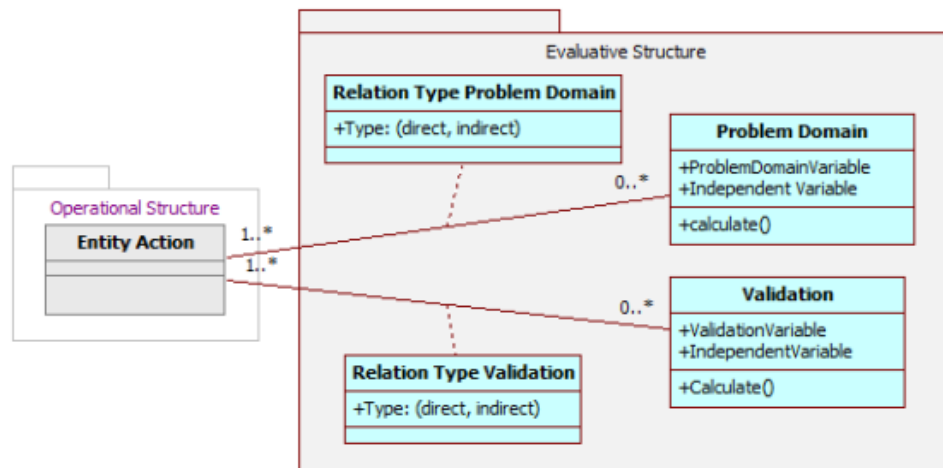 Evaluative Structure
Relation Type Problem Domain
+Type: (direct, indirect)
Problem Domain
+ProblemDomainVariable
+Independent Variable
+calculate()
0..*
Operational Structure
Entity Action
1..*
1..*
0..*
Validation
+ValidationVariable
+IndependentVariable
+Calculate()
Relation Type Validation
+Type: (direct, indirect)